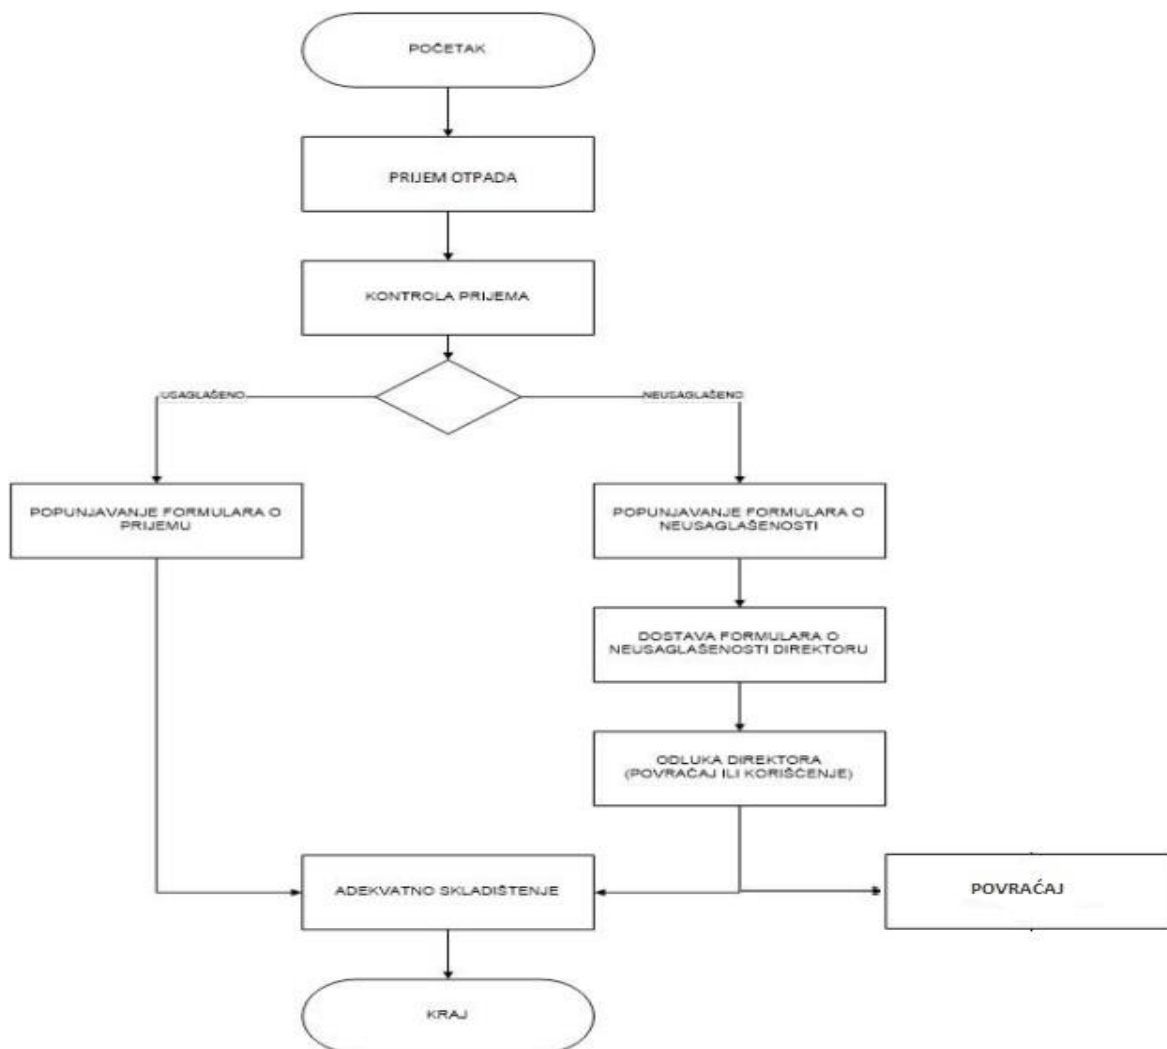 POČETAK
PRIJEM OTPADA
KONTROLA PRIJEMA
USAGLAŠENO
NEUSAGLAŠENO
POPUNJAVANJE FORMULARA O
PRIJEMU
POPUNJAVANJE FORMULARA O
NEUSAGLAŠENOSTI
DOSTAVA FORMULARA O
NEUSAGLAŠENOSTI DIREKTORU
ODLUKA DIREKTORA
(POVRAĆAJ ILI KORIŠĆENJE)
ADEKVATNO SKLADIŠTENJE
POVRAĆAJ
KRAJ